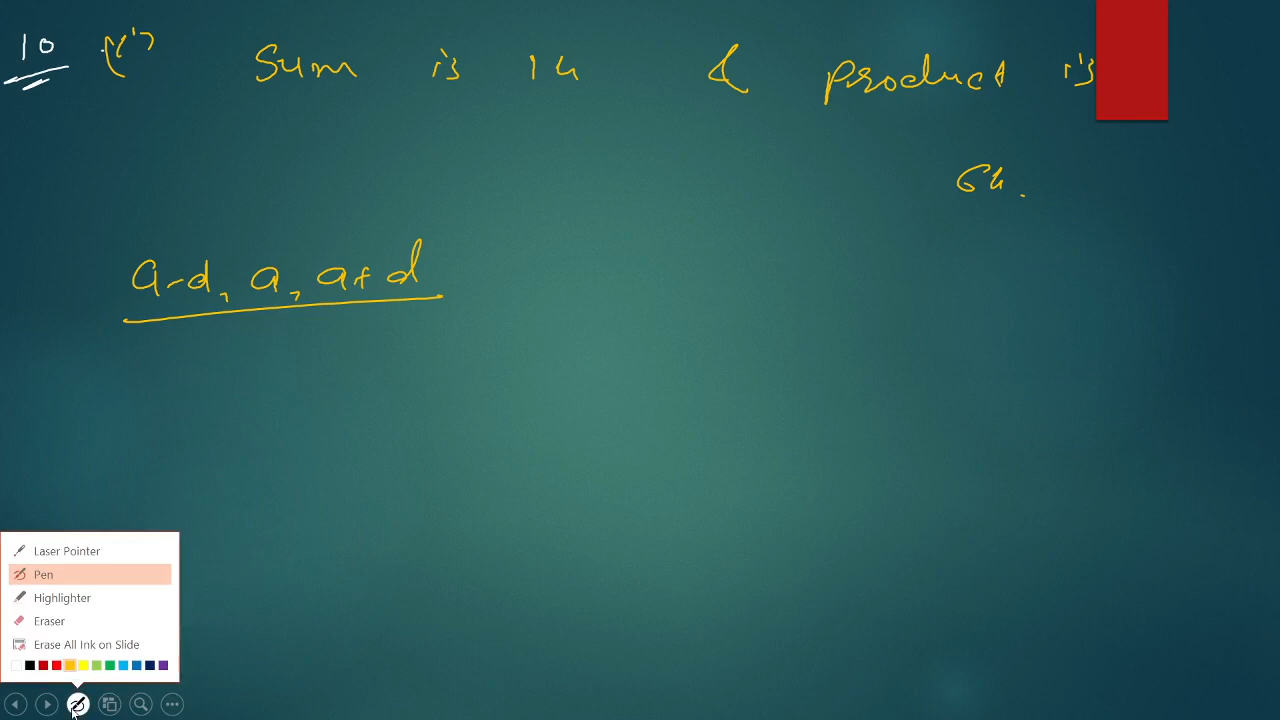 10 (i) Sum is 14 & product is
64.
a-d, a, a+d
Laser Pointer
Pen
Highlighter
Eraser
Erase All Ink on Slide